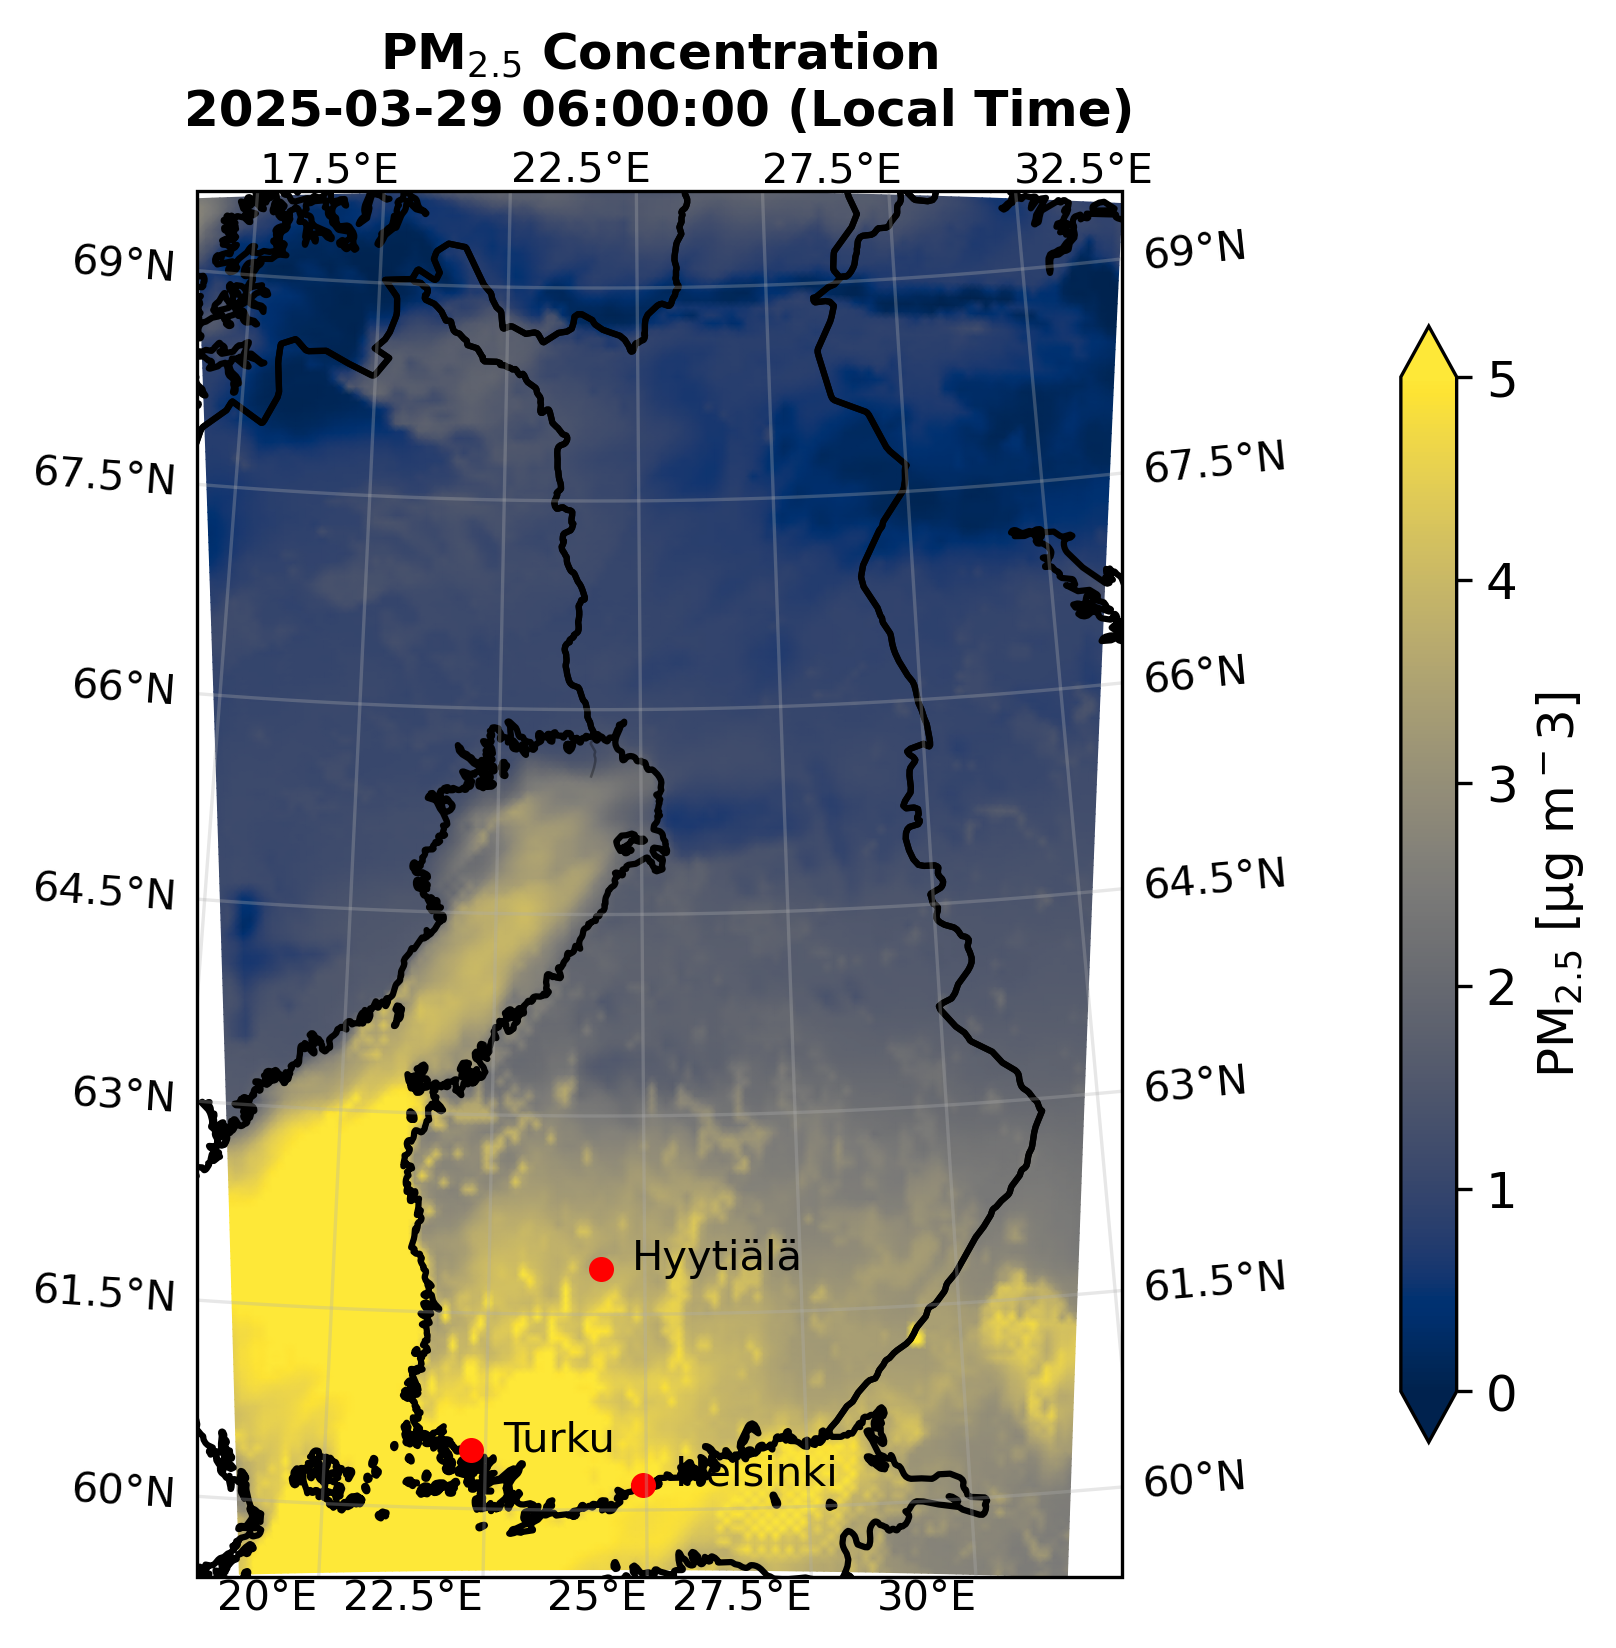 PM₂.₅ Concentration
2025-03-29 06:00:00 (Local Time)
17.5°E 22.5°E 27.5°E 32.5°E
69°N 69°N
67.5°N 67.5°N
66°N 66°N
64.5°N 64.5°N
63°N 63°N
61.5°N 61.5°N
60°N 60°N
Hyytiälä
Turku
Helsinki
20°E 22.5°E 25°E 27.5°E 30°E
5
4
3
2
1
0
PM₂.₅ [µg m⁻ 3]